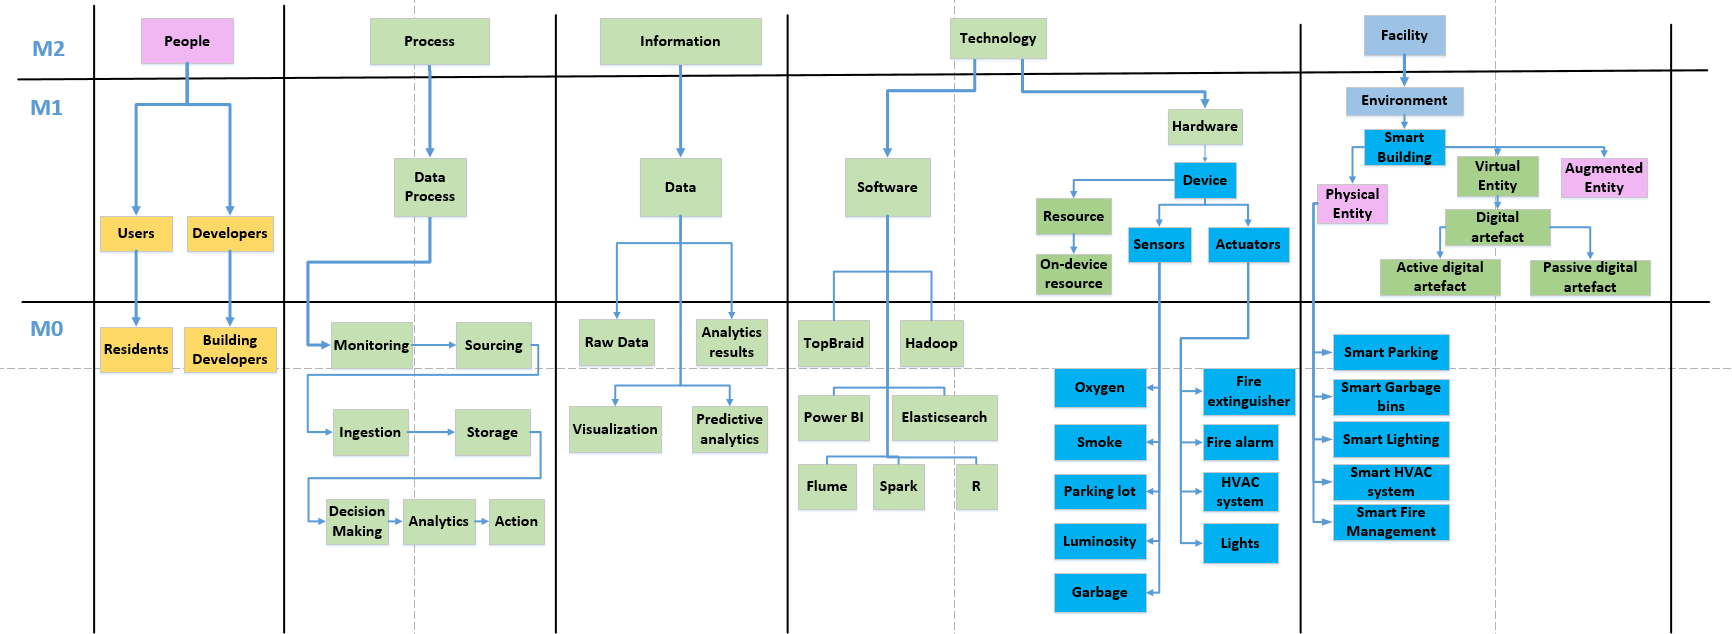 M2
People
Process
Information
Technology
Facility
M1
Environment
Hardware
Smart
Building
Data
Process
Data
Software
Device
Virtual
Entity
Augmented
Entity
Physical
Entity
Resource
Users
Developers
Sensors
Actuators
Digital
artefact
On-device
resource
Active digital
artefact
Passive digital
artefact
M0
Residents
Building
Developers
Monitoring
Sourcing
Raw Data
Analytics
results
TopBraid
Hadoop
Smart Parking
Oxygen
Fire
extinguisher
Smart Garbage
bins
Ingestion
Storage
Visualization
Predictive
analytics
Power BI
Elasticsearch
Smoke
Fire alarm
Smart Lighting
Flume
Spark
R
Parking lot
HVAC
system
Smart HVAC
system
Decision
Making
Analytics
Action
Smart Fire
Management
Luminosity
Lights
Garbage